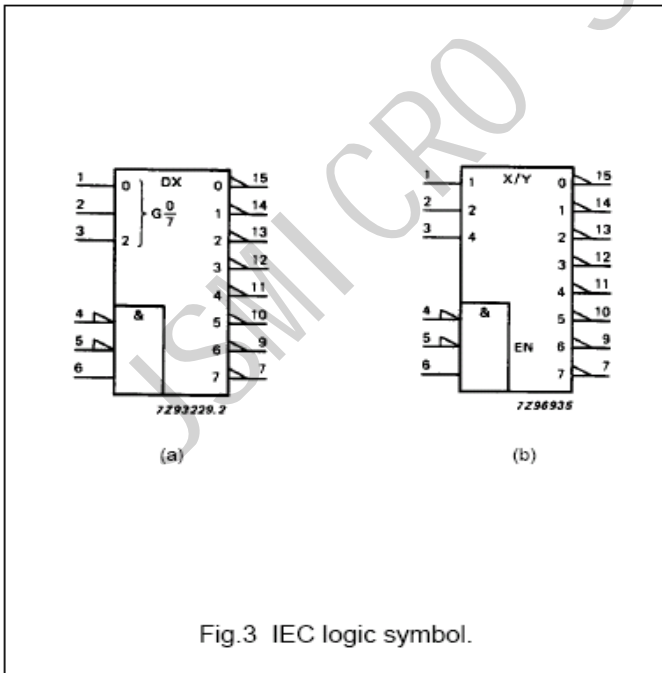 JSMICRO J
DX
X/Y
1 0 0 15
2 G 0/7 1 14
3 2 2 13
3 12
4 11
4 & 5 10
5 6 9
6 7 7
7Z93229.2
(a)
1 1 0 15
2 2 1 14
3 4 2 13
3 12
4 11
4 & 5 10
5 EN 6 9
6 7 7
7Z96935
(b)
Fig.3 IEC logic symbol.